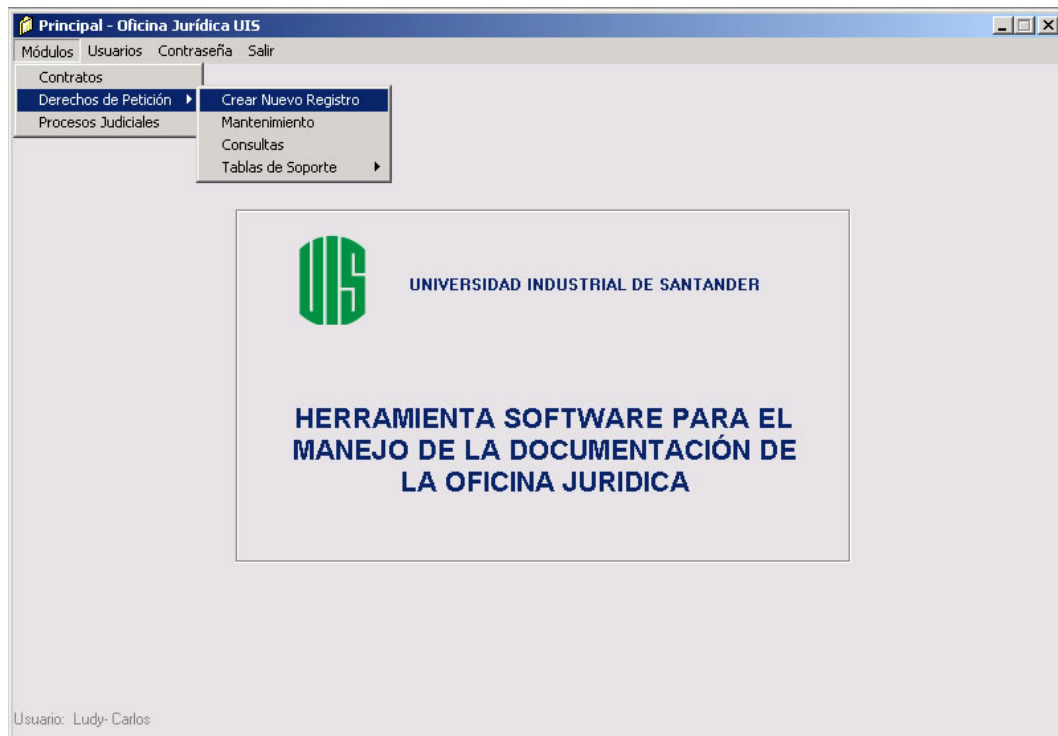 Principal - Oficina Jurídica UIS
Módulos Usuarios Contraseña Salir
Contratos
Derechos de Petición
Procesos Judiciales
Crear Nuevo Registro
Mantenimiento
Consultas
Tablas de Soporte
UIS
UNIVERSIDAD INDUSTRIAL DE SANTANDER
HERRAMIENTA SOFTWARE PARA EL
MANEJO DE LA DOCUMENTACIÓN DE
LA OFICINA JURIDICA
Usuario: Ludy- Carlos